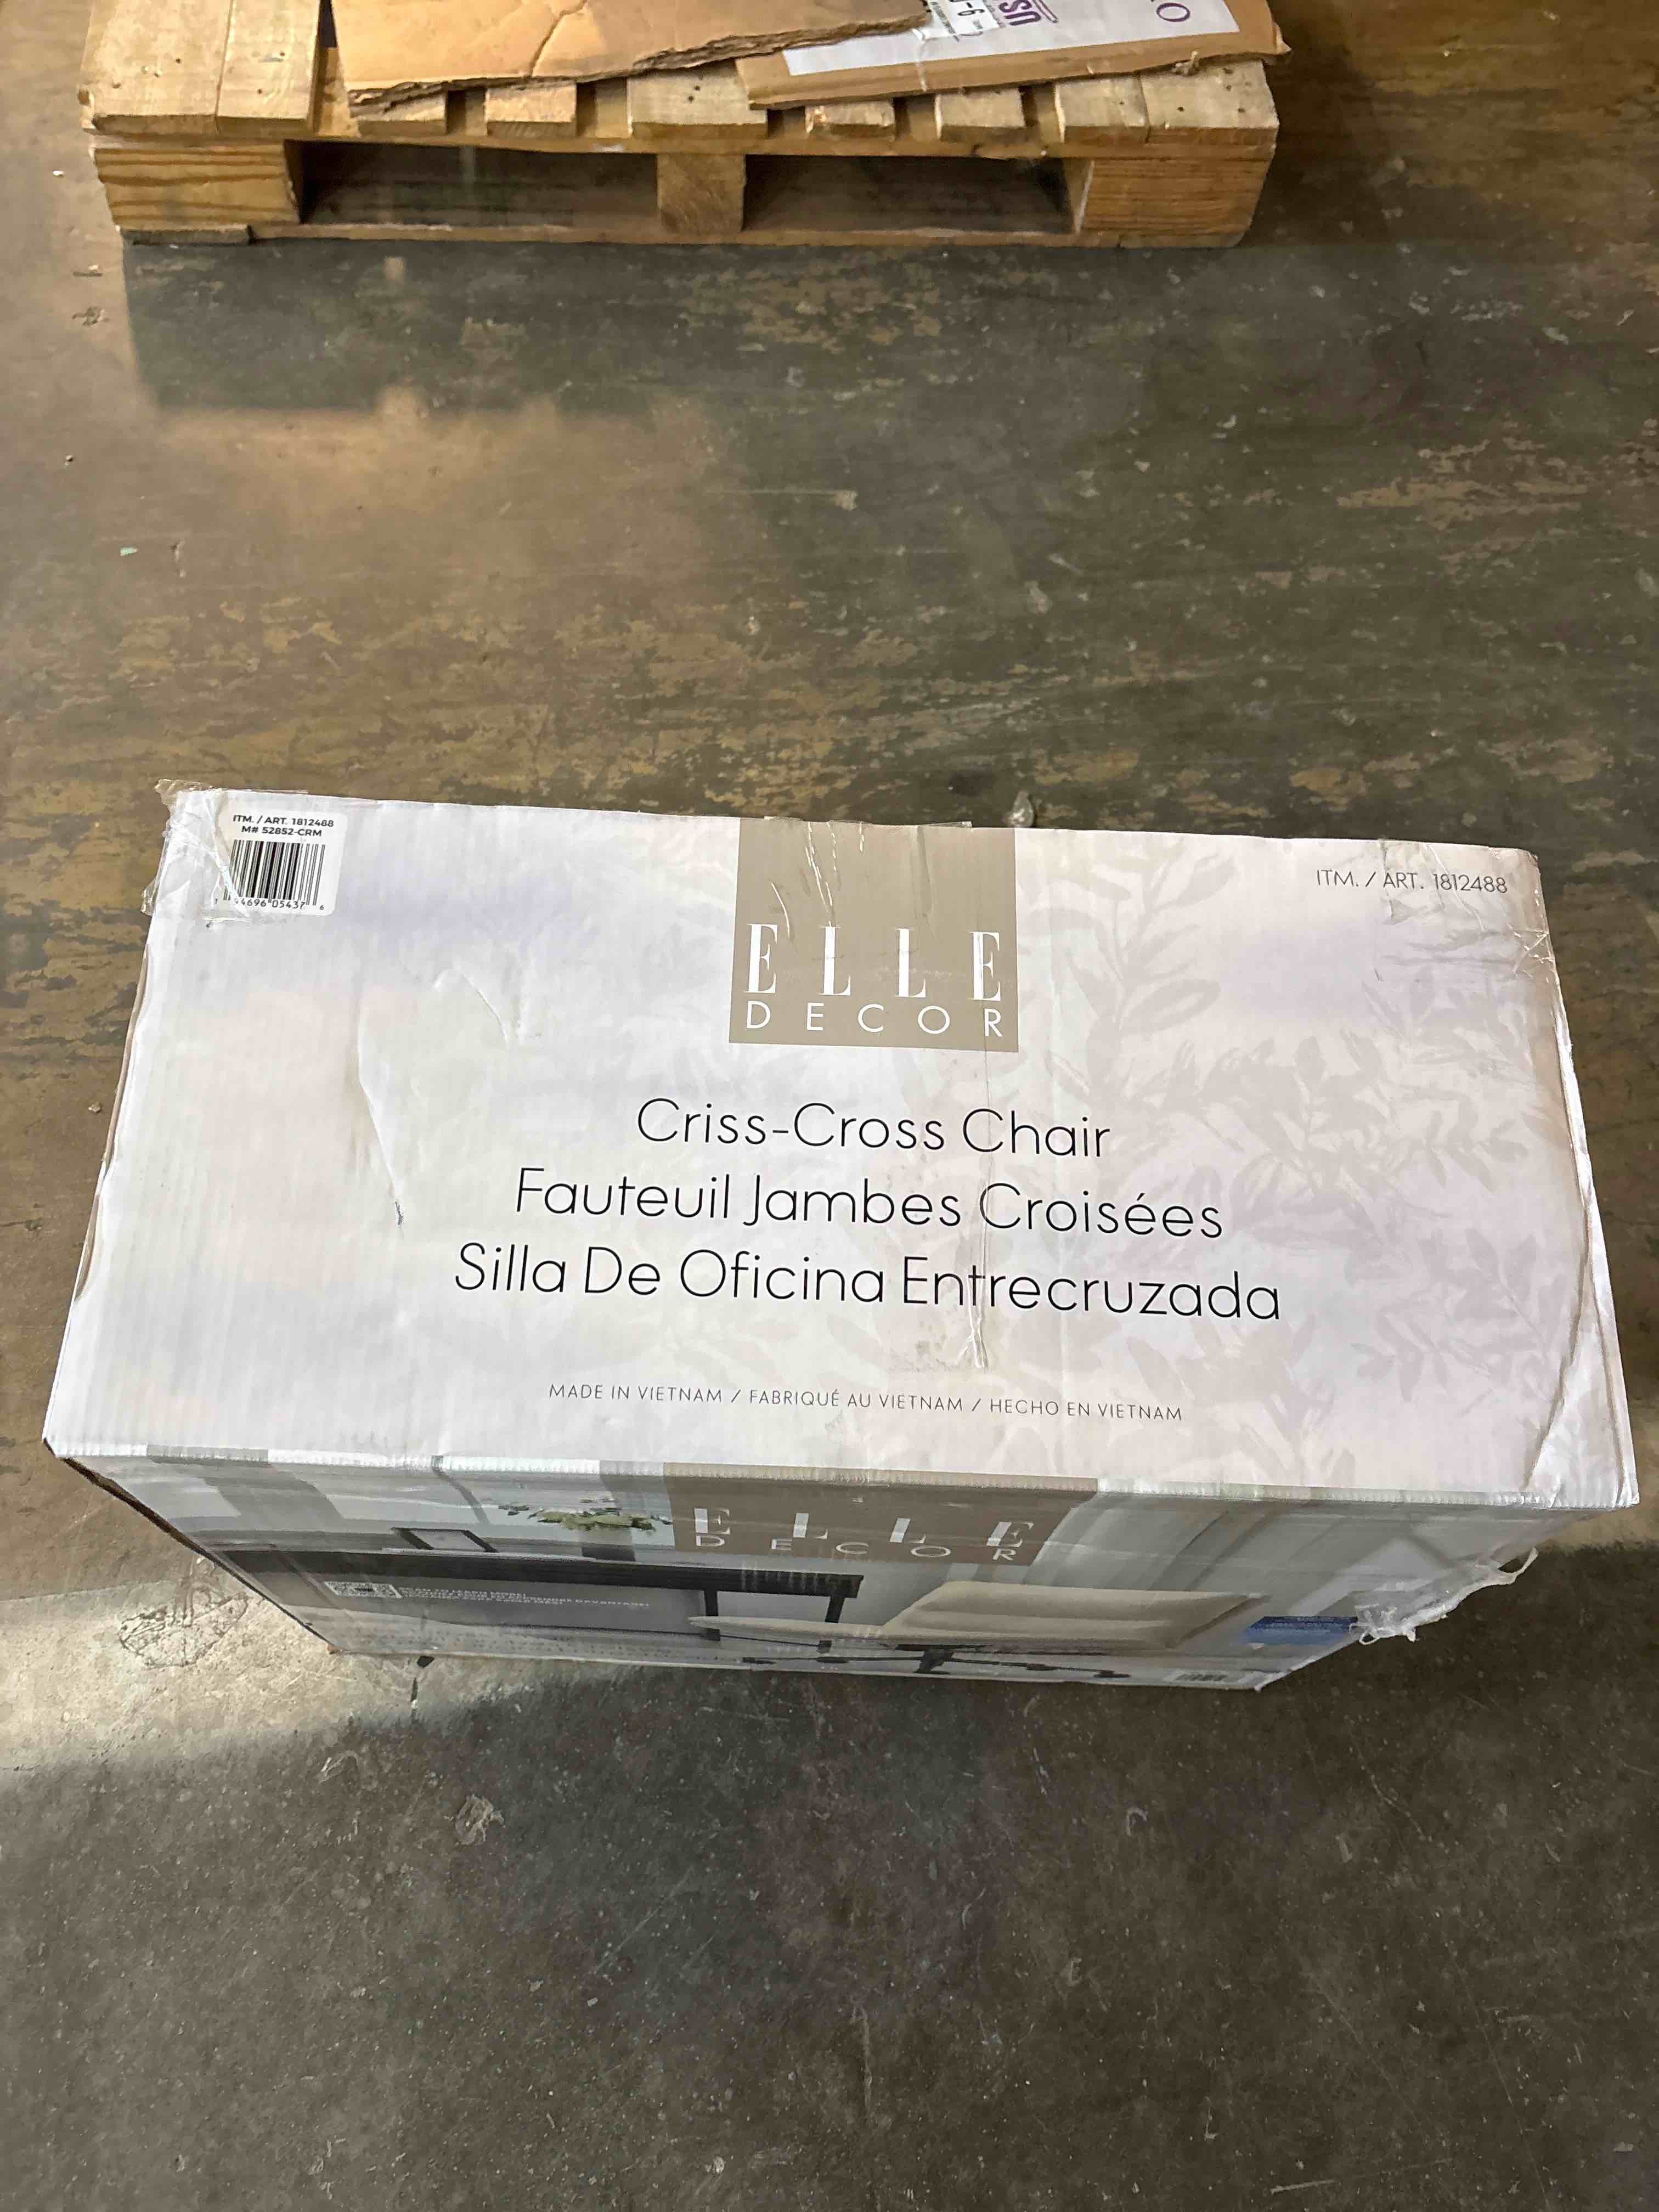 US
ITM. / ART. 1812488
M# 52852-CRM
ELLE
DECOR
ITM. / ART. 1812488
Criss-Cross Chair
Fauteuil Jambes Croisées
Silla De Oficina Entrecruzada
MADE IN VIETNAM / FABRIQUÉ AU VIETNAM / HECHO EN VIETNAM
ELLE
DECOR